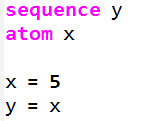 sequence y
atom x
x = 5
y = x